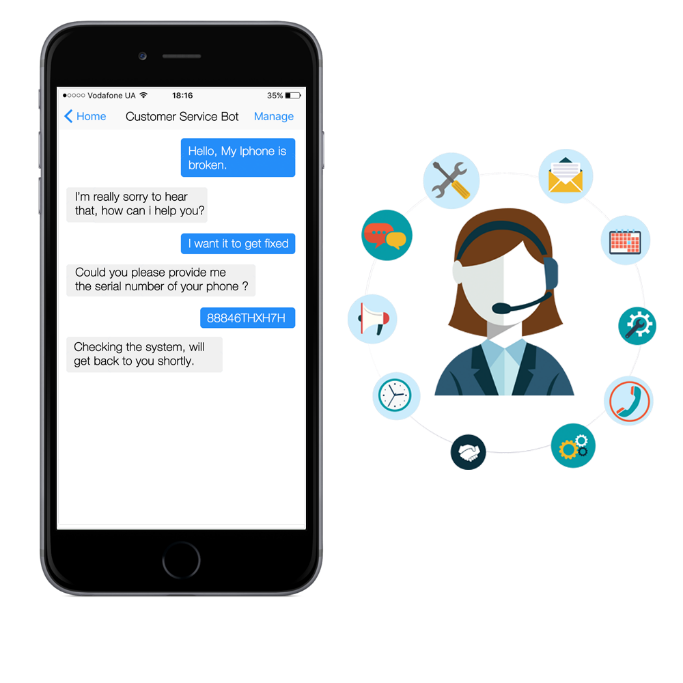 Vodafone UA 18:16 35%
Home Customer Service Bot Manage
Hello, My Iphone is
broken.
I'm really sorry to hear
that, how can i help you?
I want it to get fixed
Could you please provide me
the serial number of your phone ?
88846THXH7H
Checking the system, will
get back to you shortly.